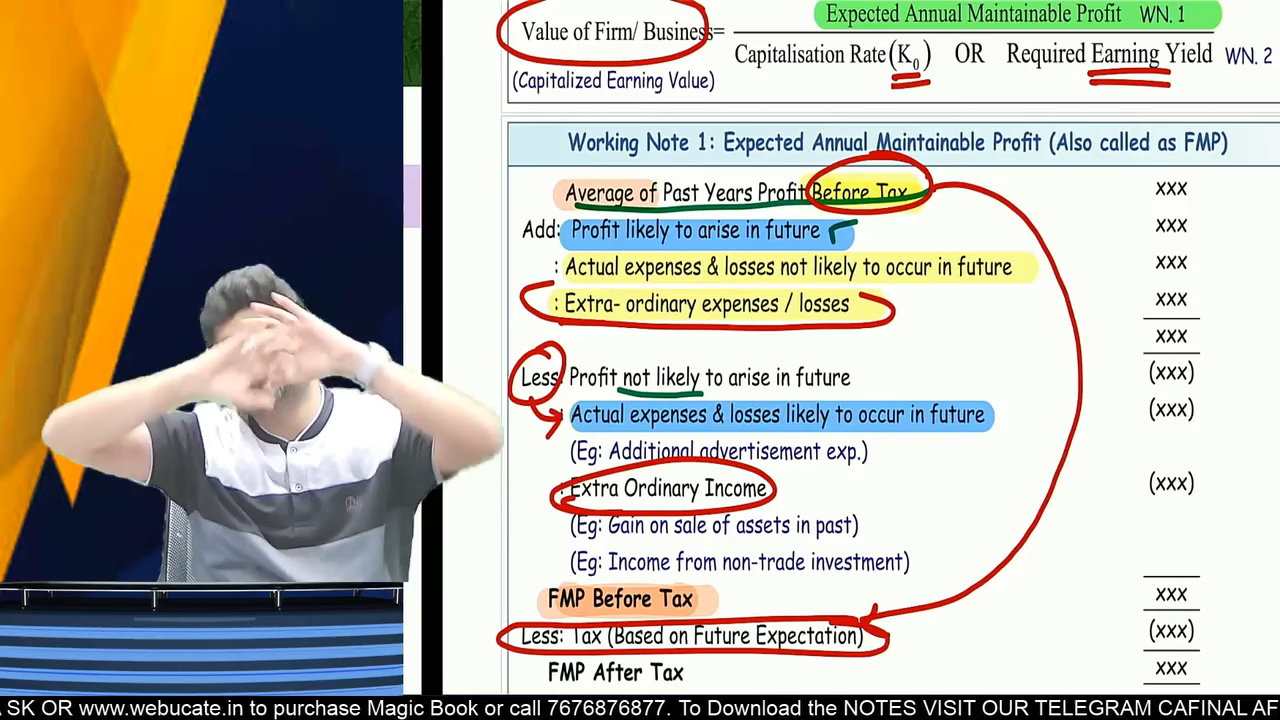 Expected Annual Maintainable Profit WN. 1
Value of Firm/ Business=
Capitalisation Rate (K0) OR Required Earning Yield WN. 2
(Capitalized Earning Value)
Working Note 1: Expected Annual Maintainable Profit (Also called as FMP)
Average of Past Years Profit Before Tax xxx
Add: Profit likely to arise in future xxx
: Actual expenses & losses not likely to occur in future xxx
: Extra- ordinary expenses / losses xxx
xxx
Less: Profit not likely to arise in future (xxx)
: Actual expenses & losses likely to occur in future (xxx)
(Eg: Additional advertisement exp.)
: Extra Ordinary Income (xxx)
(Eg: Gain on sale of assets in past)
(Eg: Income from non-trade investment)
FMP Before Tax xxx
Less: Tax (Based on Future Expectation) (xxx)
FMP After Tax xxx
SK OR www.webucate.in to purchase Magic Book or call 7676876877. To Download the NOTES VISIT OUR TELEGRAM CAFINAL AF